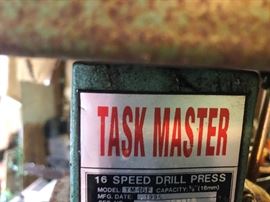 TASK MASTER
16 SPEED DRILL PRESS
MODEL CAPACITY: (16mm)
MFG. DATE: